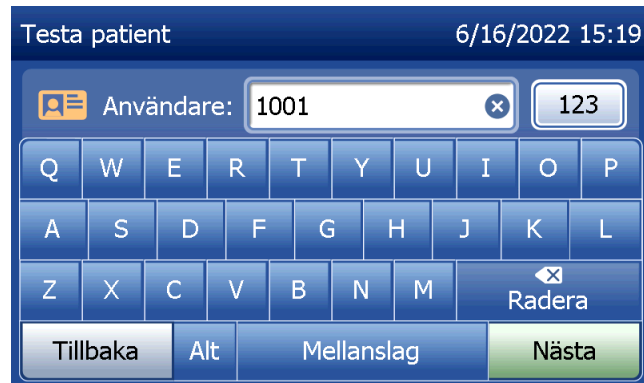 Testa patient 6/16/2022 15:19
Användare: 1001 123
Q W E R T Y U I O P
A S D F G H J K L
Z X C V B N M Radera
Tillbaka Alt Mellanslag Nästa